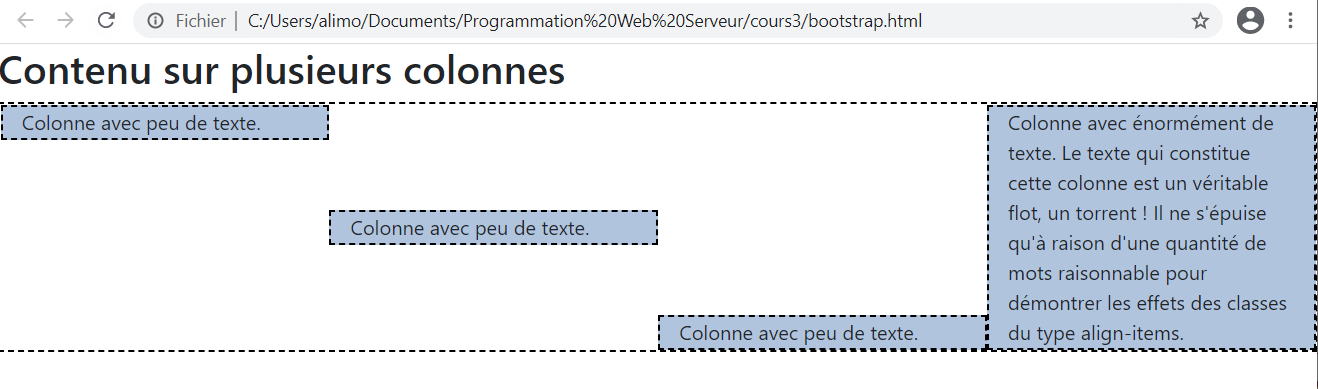 Fichier | C:/Users/alimo/Documents/Programmation%20Web%20Serveur/cours3/bootstrap.html
Contenu sur plusieurs colonnes
Colonne avec peu de texte.
Colonne avec peu de texte.
Colonne avec peu de texte.
Colonne avec énormément de
texte. Le texte qui constitue
cette colonne est un véritable
flot, un torrent ! Il ne s'épuise
qu'à raison d'une quantité de
mots raisonnable pour
démontrer les effets des classes
du type align-items.